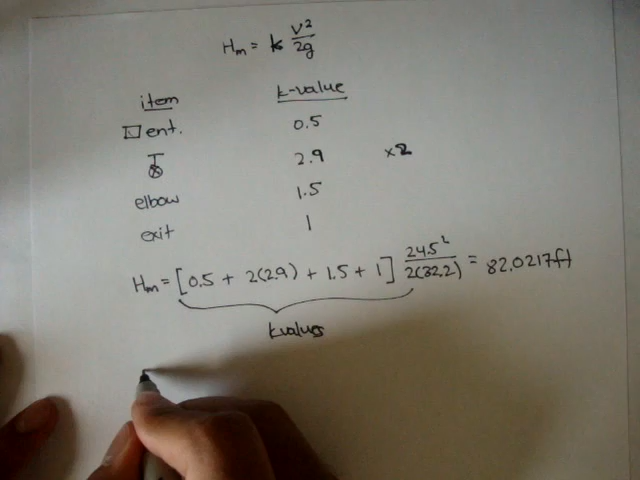 Hm = k V²/2g
item k-value
ent. 0.5
2.9 x2
elbow 1.5
exit 1
Hm = [0.5 + 2(2.9) + 1.5 + 1] 24.5²/2(32.2) = 82.0217ft
k values